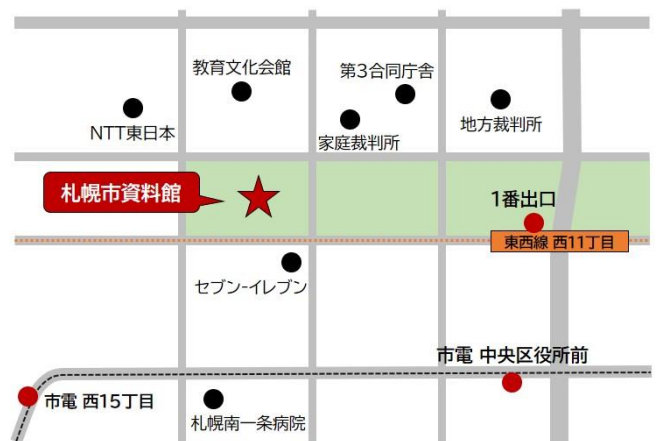 教育文化会館
第3合同庁舎
NTT東日本
家庭裁判所
地方裁判所
札幌市資料館
1番出口
東西線 西11丁目
セブン-イレブン
市電 中央区役所前
市電 西15丁目
札幌南一条病院